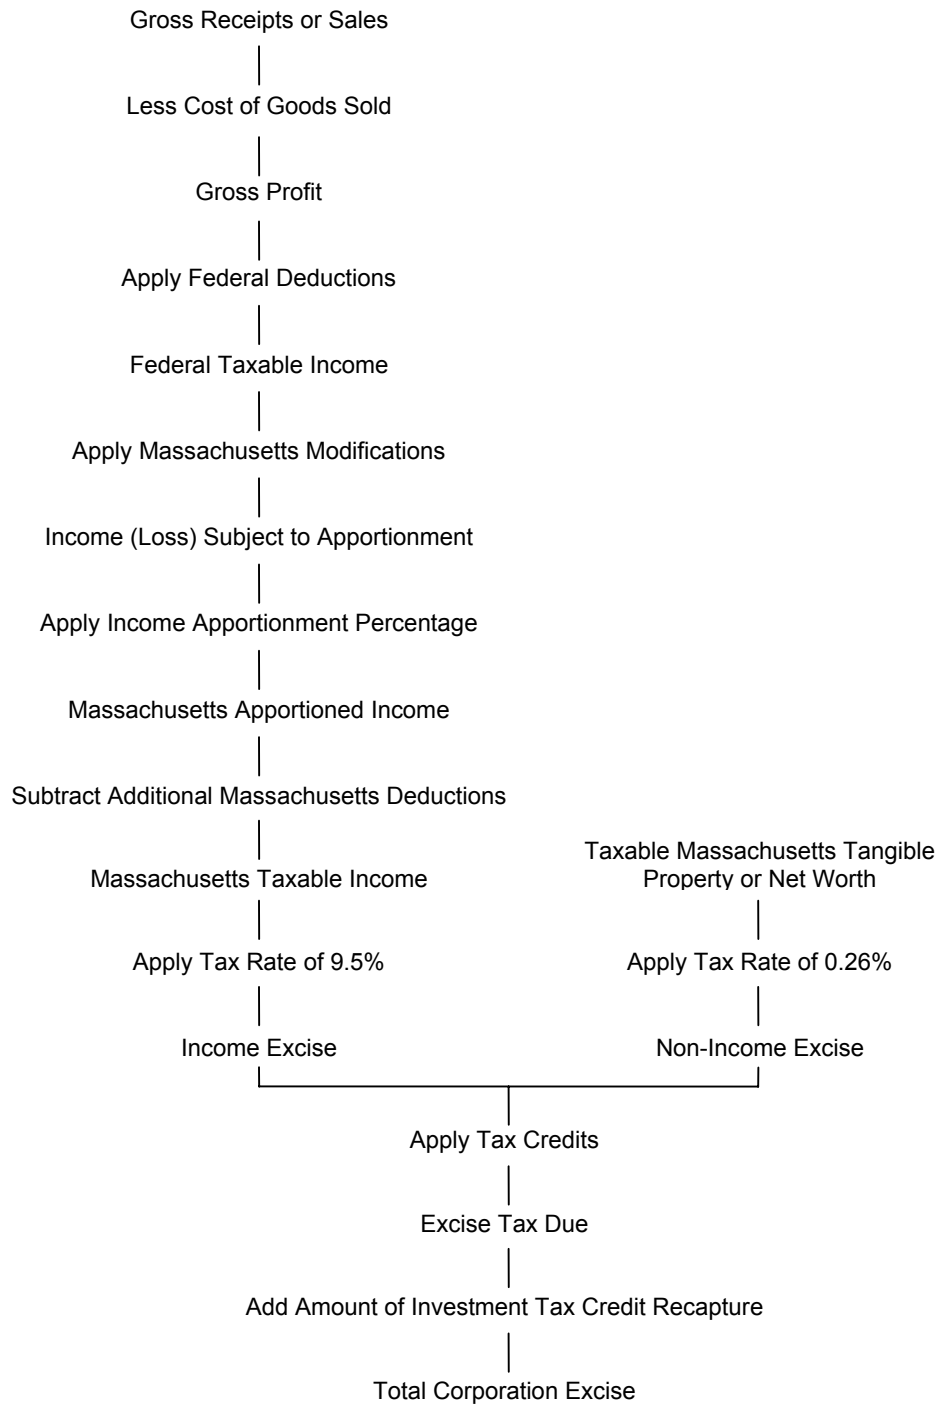 Gross Receipts or Sales
Less Cost of Goods Sold
Gross Profit
Apply Federal Deductions
Federal Taxable Income
Apply Massachusetts Modifications
Income (Loss) Subject to Apportionment
Apply Income Apportionment Percentage
Massachusetts Apportioned Income
Subtract Additional Massachusetts Deductions
Massachusetts Taxable Income
Apply Tax Rate of 9.5%
Income Excise
Taxable Massachusetts Tangible
Property or Net Worth
Apply Tax Rate of 0.26%
Non-Income Excise
Apply Tax Credits
Excise Tax Due
Add Amount of Investment Tax Credit Recapture
Total Corporation Excise